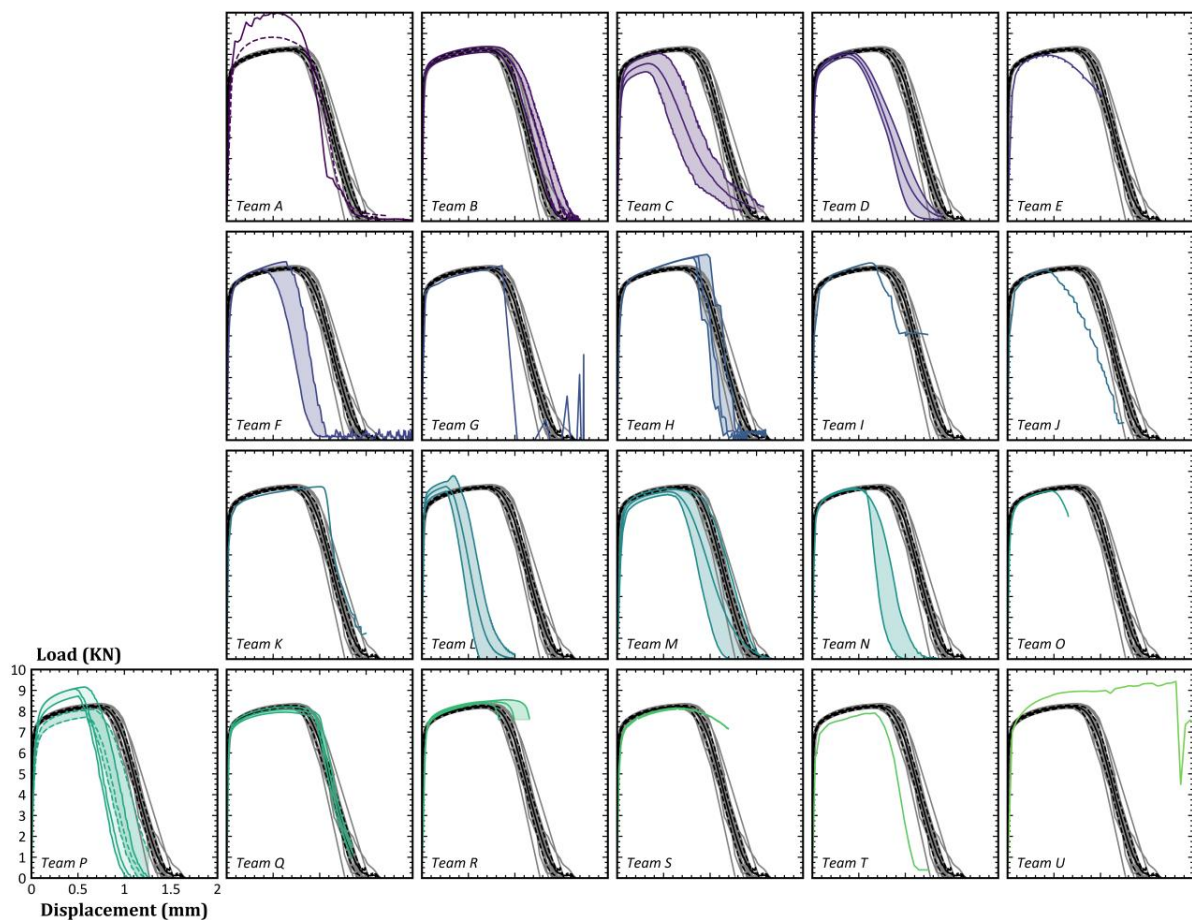 Team A
Team B
Team C
Team D
Team E
Team F
Team G
Team H
Team I
Team J
Team K
Team L
Team M
Team N
Team O
Load (KN)
10
9
8
7
6
5
4
3
2
1
0
Team P
Team Q
Team R
Team S
Team T
Team U
0 0.5 1 1.5 2
Displacement (mm)